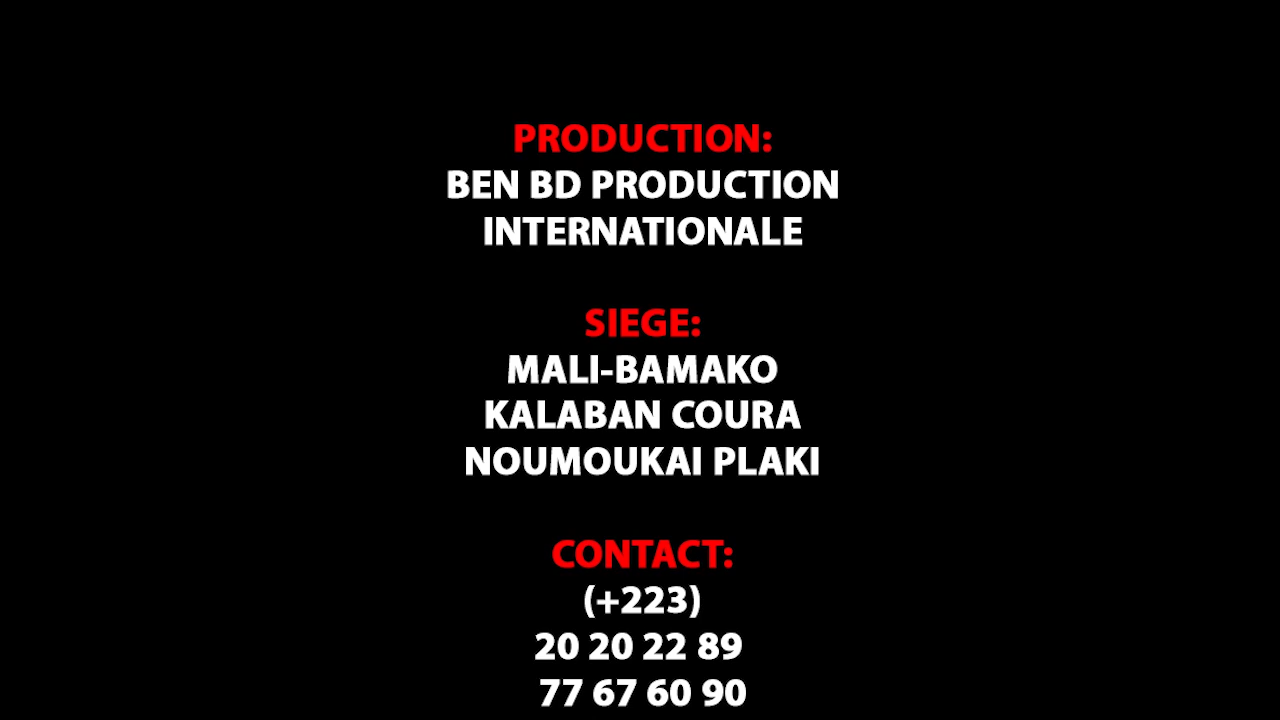 PRODUCTION:
BEN BD PRODUCTION
INTERNATIONALE
SIEGE:
MALI-BAMAKO
KALABAN COURA
NOUMOUKAI PLAKI
CONTACT:
(+223)
20 20 22 89
77 67 60 90